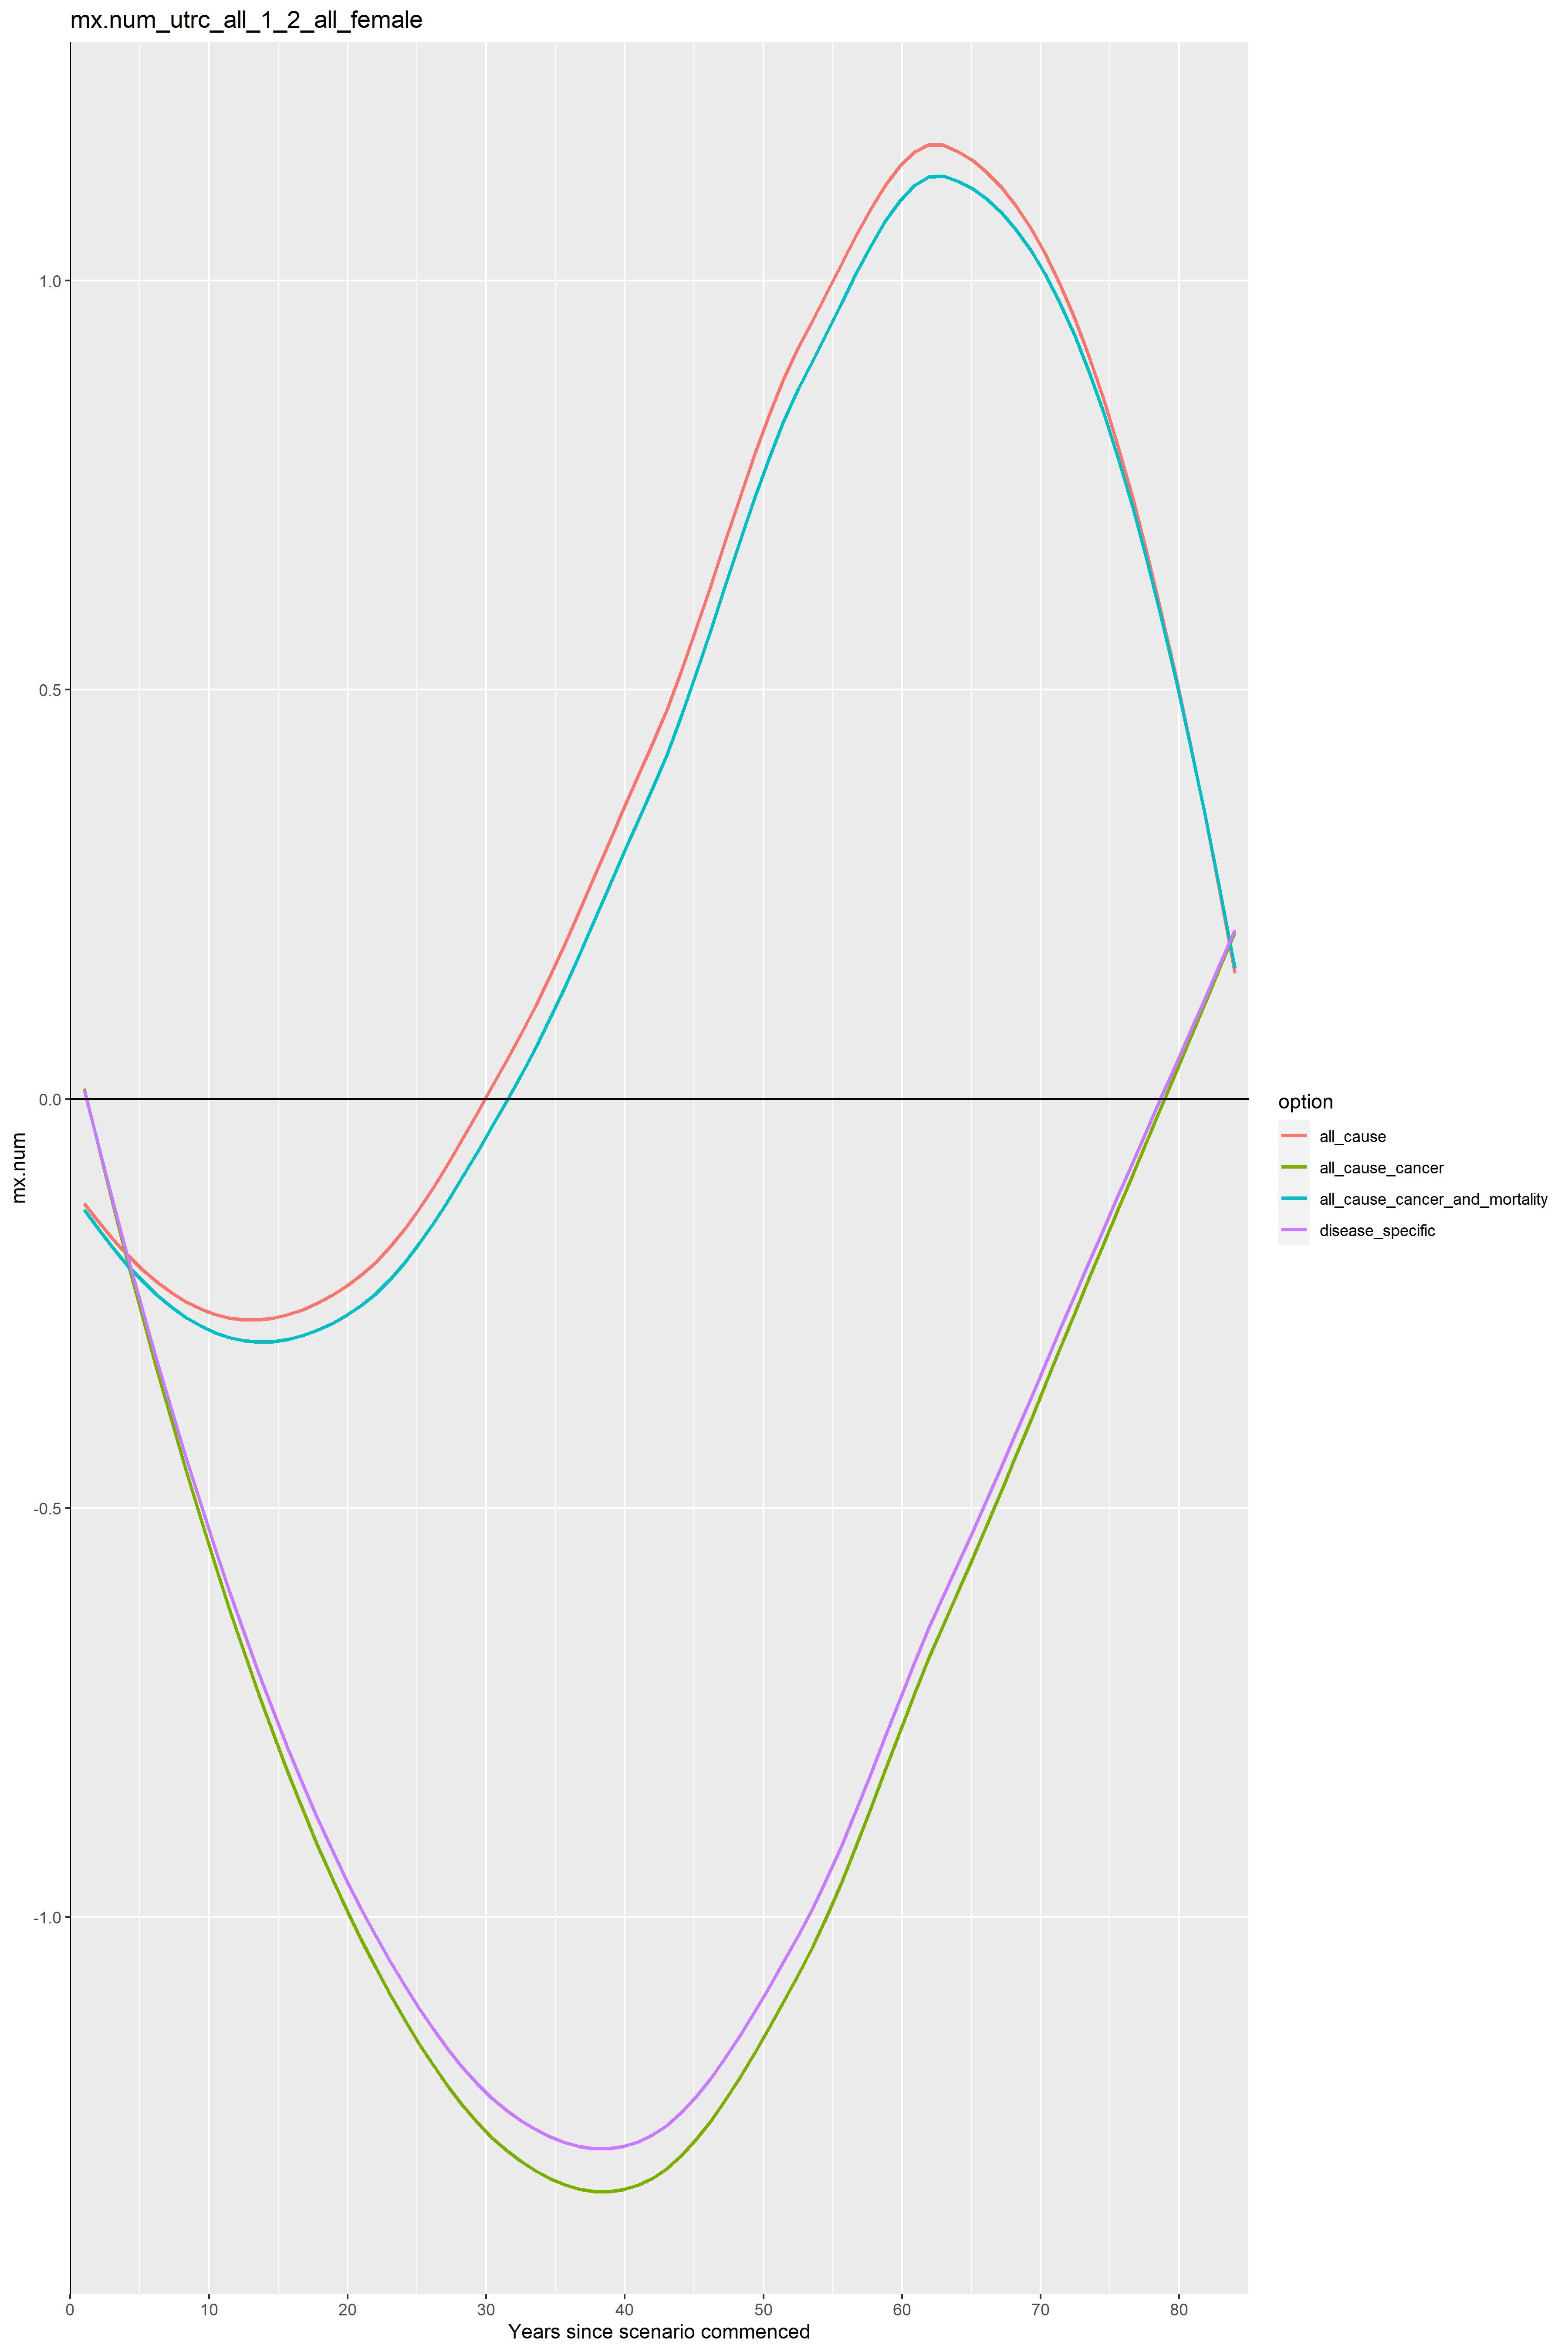 mx.num_utrc_all_1_2_all_female
1.0
0.5
0.0
-0.5
-1.0
mx.num
0 10 20 30 40 50 60 70 80
Years since scenario commenced
option
all_cause
all_cause_cancer
all_cause_cancer_and_mortality
disease_specific